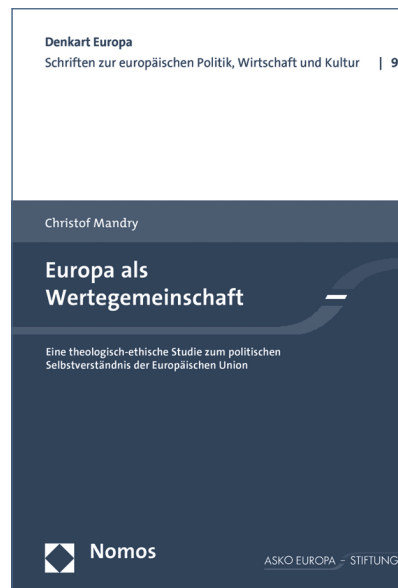 Denkart Europa
Schriften zur europäischen Politik, Wirtschaft und Kultur | 9
Christof Mandry
Europa als
Wertegemeinschaft
Eine theologisch-ethische Studie zum politischen
Selbstverständnis der Europäischen Union
Nomos
ASKO EUROPA – STIFTUNG